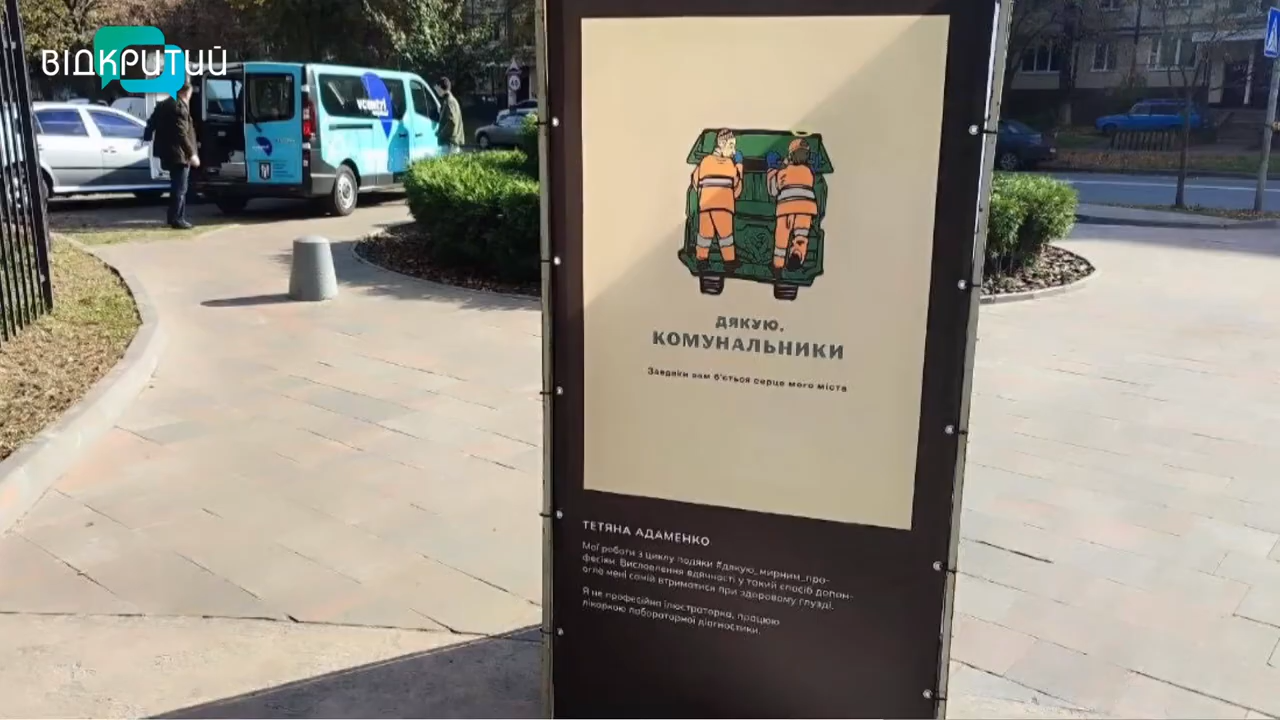 ВІДКРИТИЙ
ДЯКУЮ,
КОМУНАЛЬНИКИ
Завдяки вам б'ється серце мого міста
ТЕТЯНА АДАМЕНКО
Мої роботи з циклу подяки #дякую_мирним_про-
фесіям. Висловлення вдячності у такий спосіб допом-
огло мені самій втриматися при здоровому глузді.
Я не професійна ілюстраторка, працюю
лікаркою лабораторної діагностики.